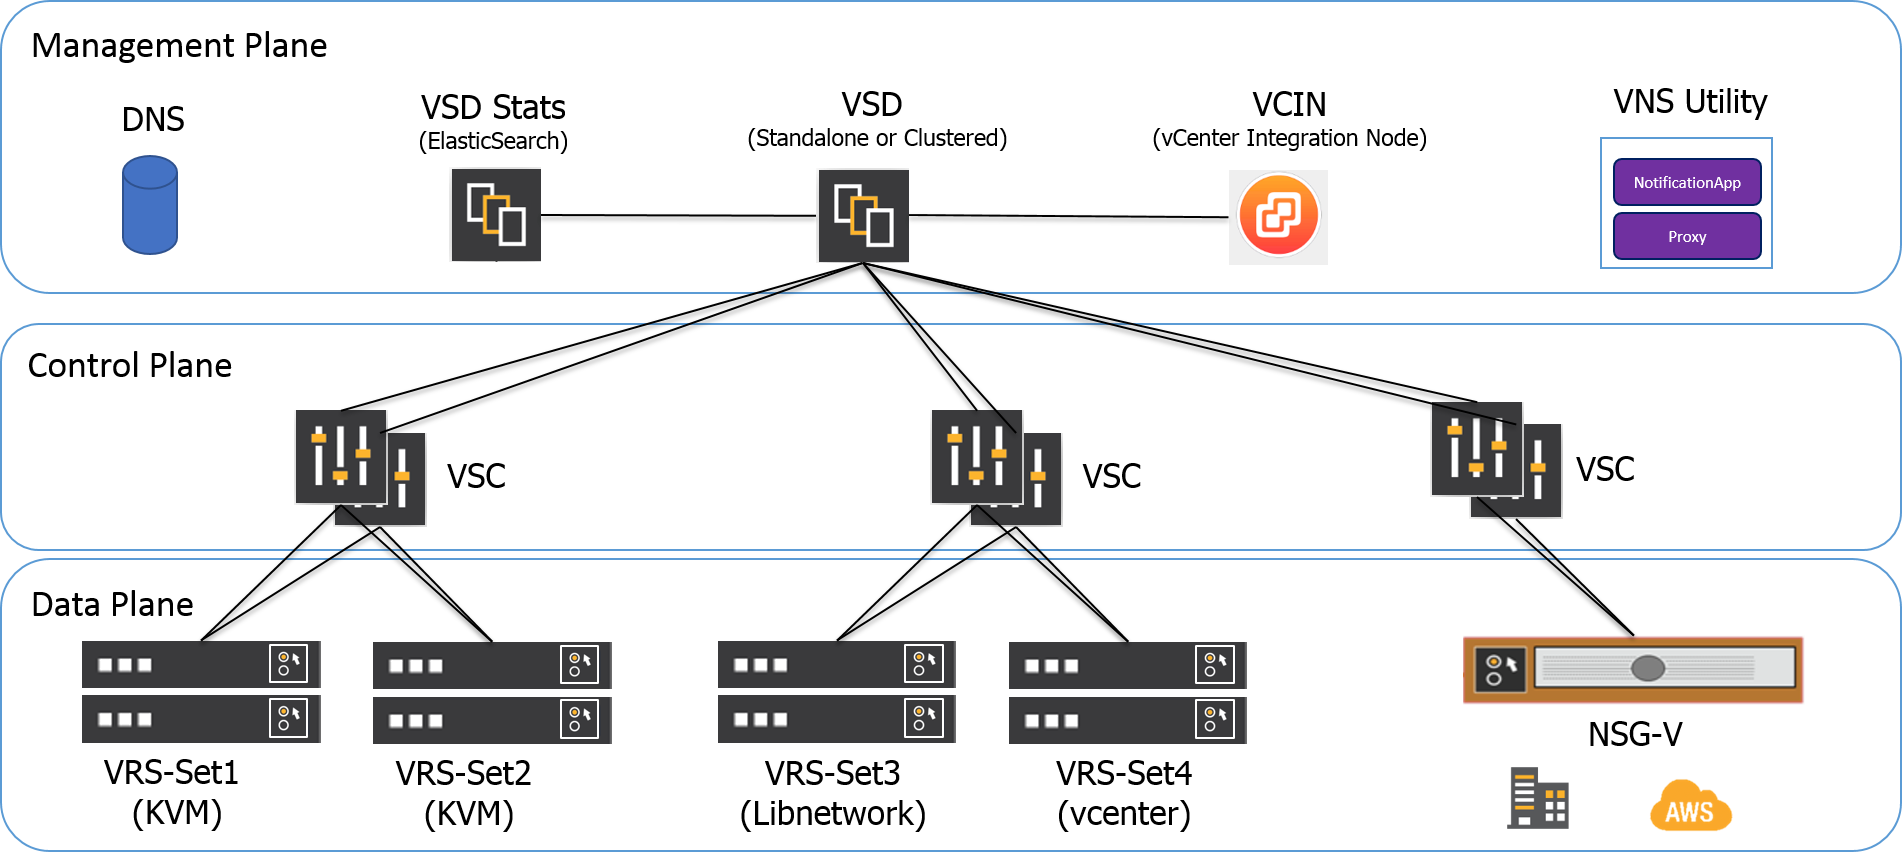 Management Plane
DNS
VSD Stats
(ElasticSearch)
VSD
(Standalone or Clustered)
VCIN
(vCenter Integration Node)
VNS Utility
NotificationApp
Proxy
Control Plane
VSC
VSC
VSC
Data Plane
VRS-Set1
(KVM)
VRS-Set2
(KVM)
VRS-Set3
(Libnetwork)
VRS-Set4
(vcenter)
NSG-V
AWS